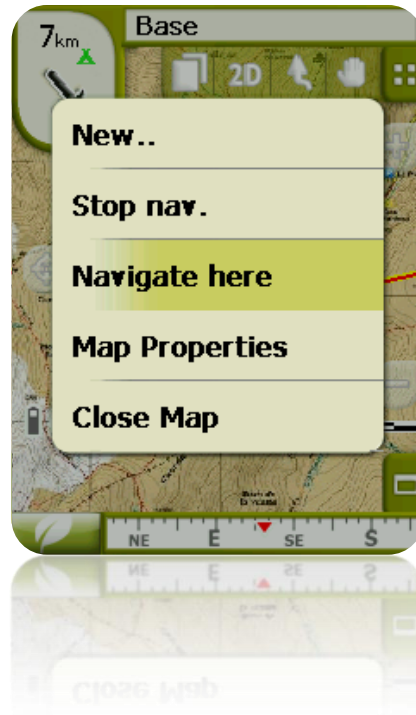 Base
7km
2D
New..
Stop nav.
Navigate here
Map Properties
Close Map
NE E SE S